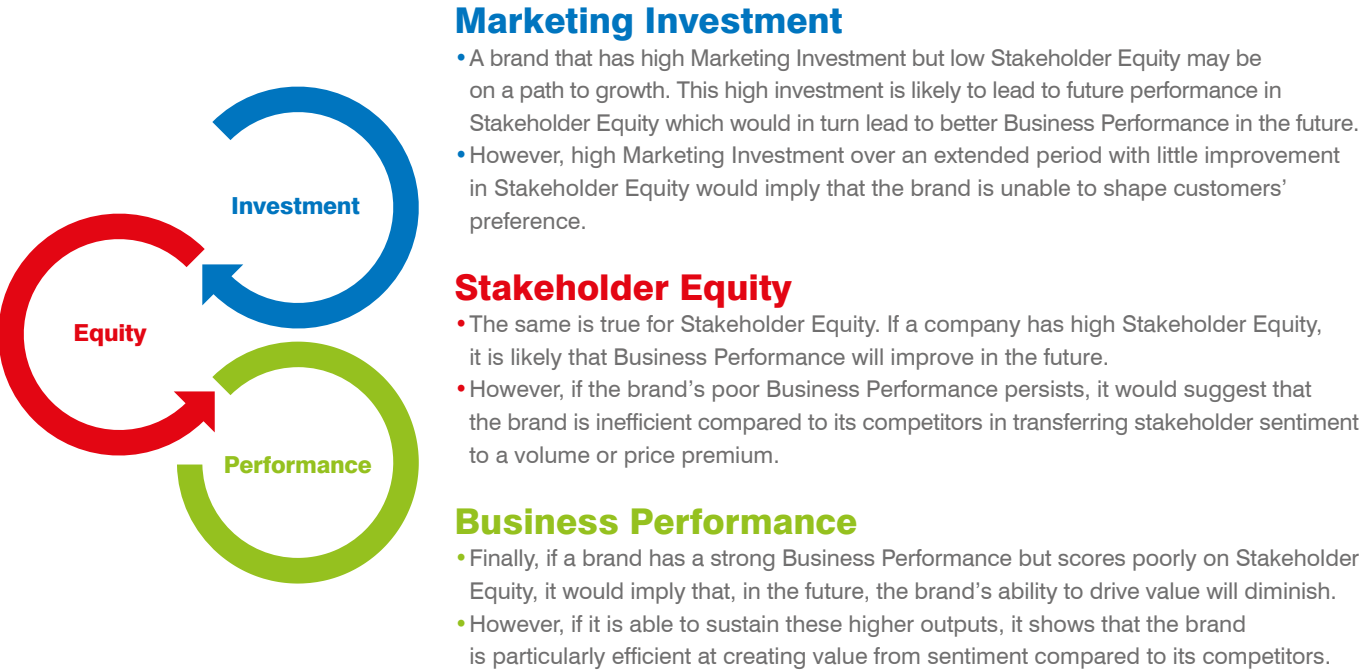 Investment
Equity
Performance
Marketing Investment
•A brand that has high Marketing Investment but low Stakeholder Equity may be
on a path to growth. This high investment is likely to lead to future performance in
Stakeholder Equity which would in turn lead to better Business Performance in the future.
•However, high Marketing Investment over an extended period with little improvement
in Stakeholder Equity would imply that the brand is unable to shape customers’
preference.
Stakeholder Equity
•The same is true for Stakeholder Equity. If a company has high Stakeholder Equity,
it is likely that Business Performance will improve in the future.
•However, if the brand’s poor Business Performance persists, it would suggest that
the brand is inefficient compared to its competitors in transferring stakeholder sentiment
to a volume or price premium.
Business Performance
•Finally, if a brand has a strong Business Performance but scores poorly on Stakeholder
Equity, it would imply that, in the future, the brand’s ability to drive value will diminish.
•However, if it is able to sustain these higher outputs, it shows that the brand
is particularly efficient at creating value from sentiment compared to its competitors.